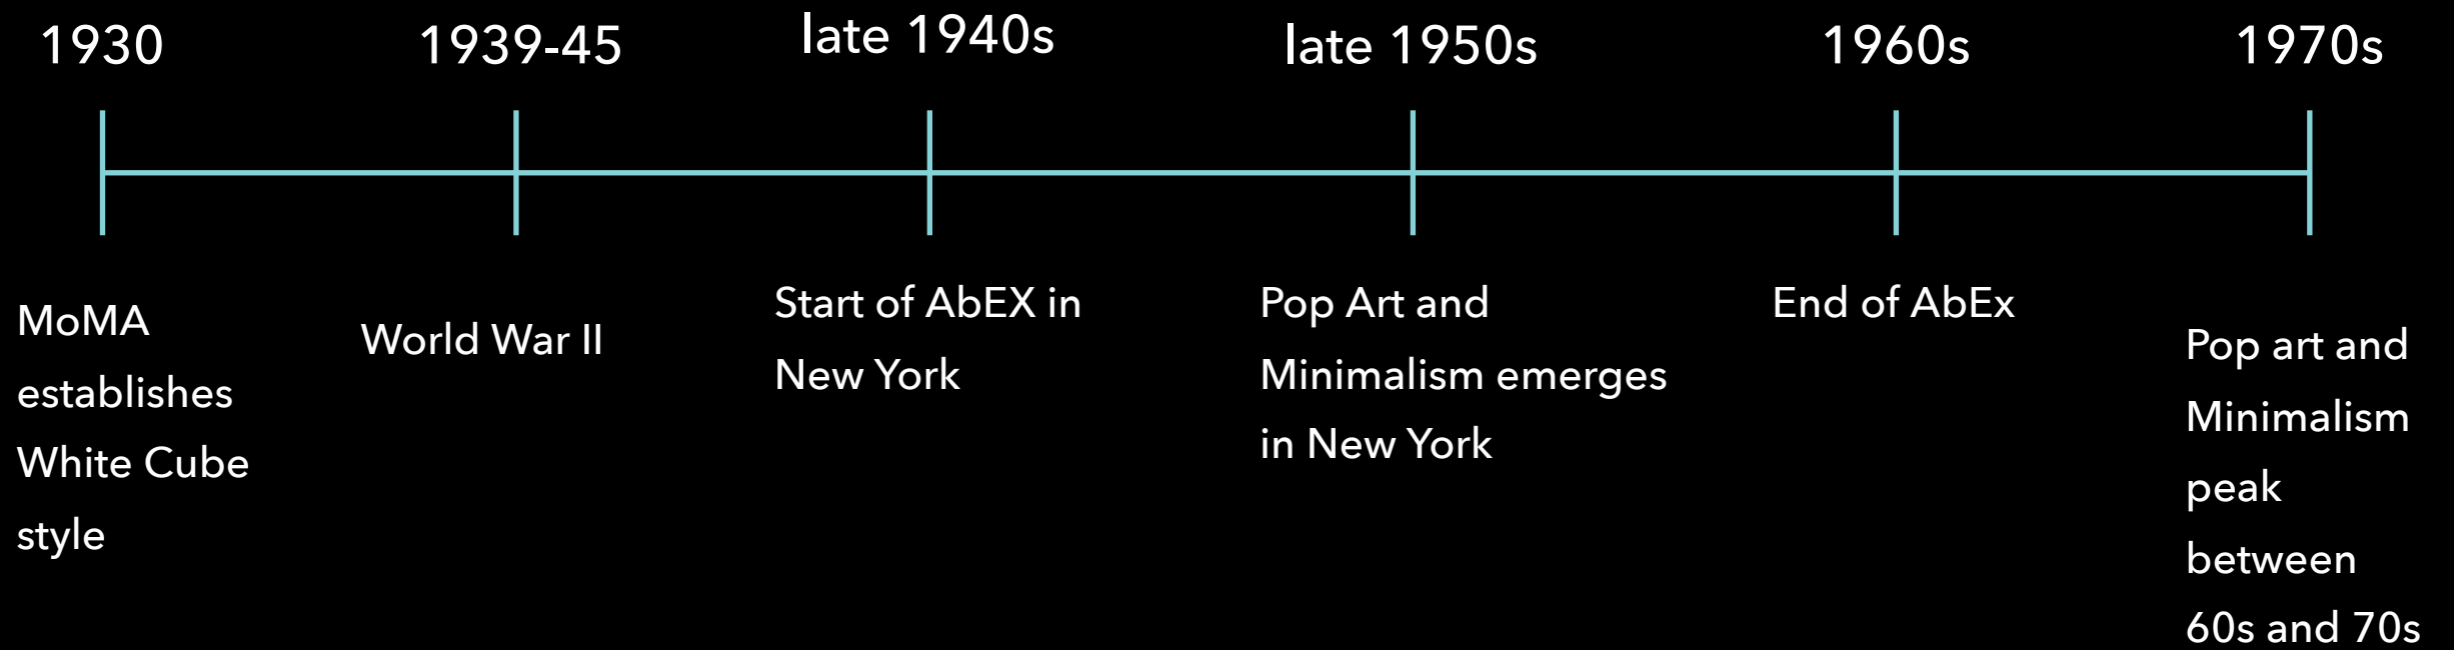 1930
1939-45
late 1940s
late 1950s
1960s
1970s
MoMA
establishes
White Cube
style
World War II
Start of AbEX in
New York
Pop Art and
Minimalism emerges
in New York
End of AbEx
Pop art and
Minimalism
peak
between
60s and 70s